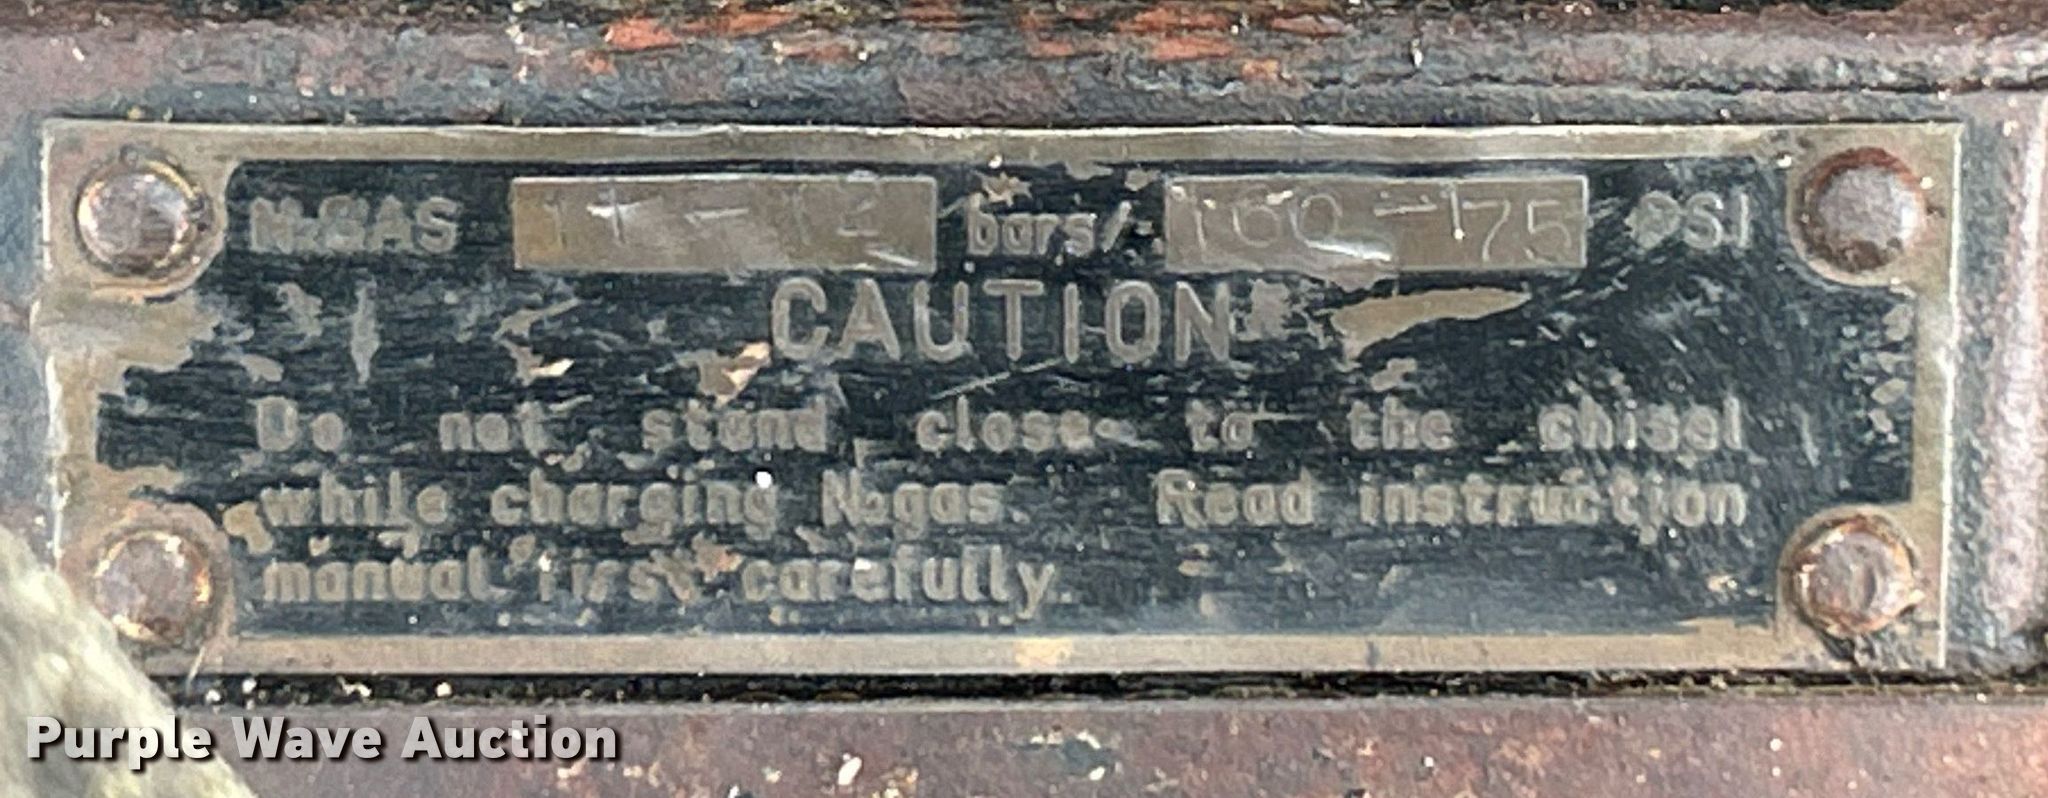 N₂GAS 11 - 12 bars/ 160 - 175 PSI
CAUTION
Do not stand close to the chisel
while charging N₂gas. Read instruction
manual first carefully.
Purple Wave Auction